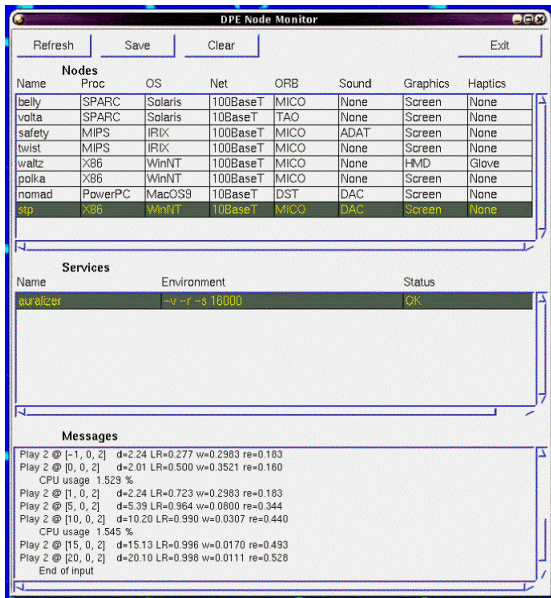 DPE Node Monitor
Refresh Save Clear Exit
Nodes
Name Proc OS Net ORB Sound Graphics Haptics
belly SPARC Solaris 100BaseT MICO None Screen None
volta SPARC Solaris 10BaseT TAO None Screen None
safety MIPS IRIX 100BaseT MICO ADAT Screen None
twist MIPS IRIX 100BaseT MICO None Screen None
waltz X86 WinNT 100BaseT MICO None HMD Glove
polka X86 WinNT 100BaseT MICO None Screen None
nomad PowerPC MacOS9 10BaseT DST DAC Screen None
stp X86 WinNT 10BaseT MICO DAC Screen None
Services
Name Environment Status
auralizer -v -r -s 16000 OK
Messages
Play 2 @ [-1, 0, 2] d=2.24 LR=0.277 w=0.2983 re=0.183
Play 2 @ [0, 0, 2] d=2.01 LR=0.500 w=0.3521 re=0.160
CPU usage 1.529 %
Play 2 @ [1, 0, 2] d=2.24 LR=0.723 w=0.2983 re=0.183
Play 2 @ [5, 0, 2] d=5.39 LR=0.964 w=0.0800 re=0.344
Play 2 @ [10, 0, 2] d=10.20 LR=0.990 w=0.0307 re=0.440
CPU usage 1.545 %
Play 2 @ [15, 0, 2] d=15.13 LR=0.996 w=0.0170 re=0.493
Play 2 @ [20, 0, 2] d=20.10 LR=0.998 w=0.0111 re=0.528
End of input